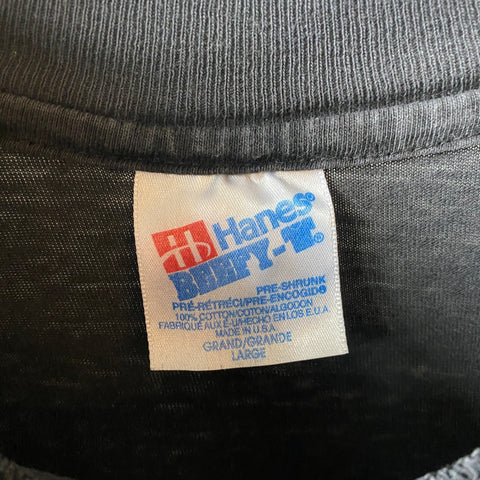 H Hanes®
BEEFY-T®
PRE-SHRUNK
PRÉ-RÉTRÉCI/PRE-ENCOGIDO
100% COTTON/COTON/ALGODON
FABRIQUÉ AUX É-U/HECHO EN LOS E.U.A.
MADE IN U.S.A.
GRAND/GRANDE
LARGE